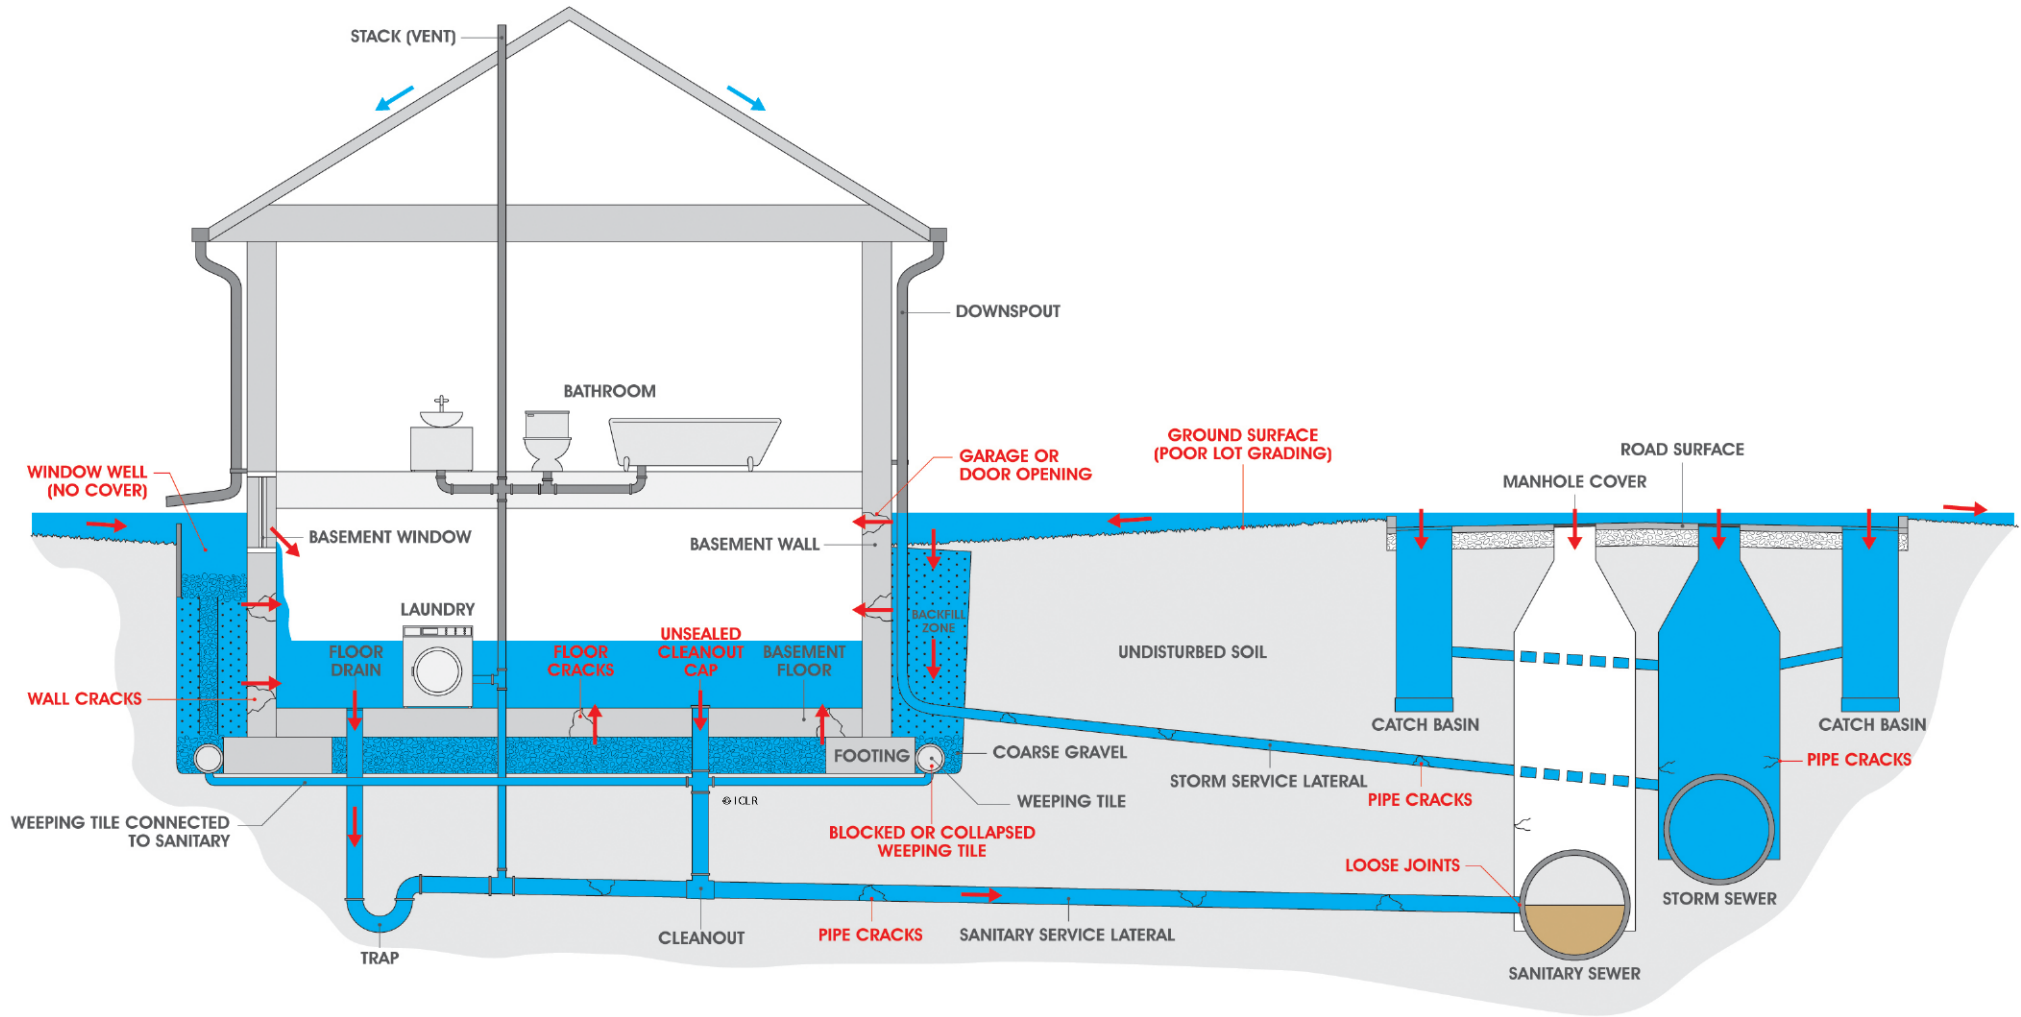 STACK (VENT)
DOWNSPOUT
BATHROOM
WINDOW WELL
(NO COVER)
BASEMENT WINDOW
BASEMENT WALL
GARAGE OR
DOOR OPENING
GROUND SURFACE
(POOR LOT GRADING)
MANHOLE COVER
ROAD SURFACE
LAUNDRY
BACKFILL
ZONE
UNDISTURBED SOIL
FLOOR
DRAIN
FLOOR
CRACKS
UNSEALED
CLEANOUT
CAP
BASEMENT
FLOOR
WALL CRACKS
CATCH BASIN
CATCH BASIN
FOOTING
COARSE GRAVEL
STORM SERVICE LATERAL
PIPE CRACKS
PIPE CRACKS
© ICLR
WEEPING TILE
WEEPING TILE CONNECTED
TO SANITARY
BLOCKED OR COLLAPSED
WEEPING TILE
LOOSE JOINTS
STORM SEWER
TRAP
CLEANOUT
PIPE CRACKS
SANITARY SERVICE LATERAL
SANITARY SEWER